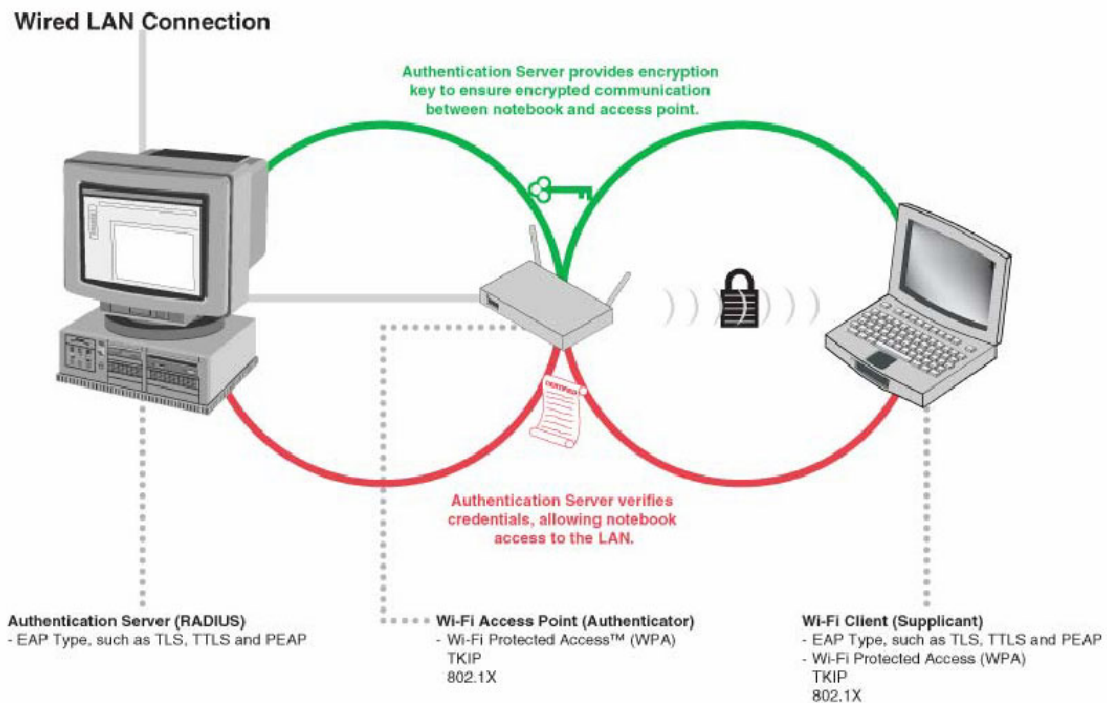 Wired LAN Connection
Authentication Server provides encryption
key to ensure encrypted communication
between notebook and access point.
CERTIFICATE
Authentication Server verifies
credentials, allowing notebook
access to the LAN.
Authentication Server (RADIUS)
- EAP Type, such as TLS, TTLS and PEAP
Wi-Fi Access Point (Authenticator)
- Wi-Fi Protected Access™ (WPA)
TKIP
802.1X
Wi-Fi Client (Supplicant)
- EAP Type, such as TLS, TTLS and PEAP
- Wi-Fi Protected Access (WPA)
TKIP
802.1X